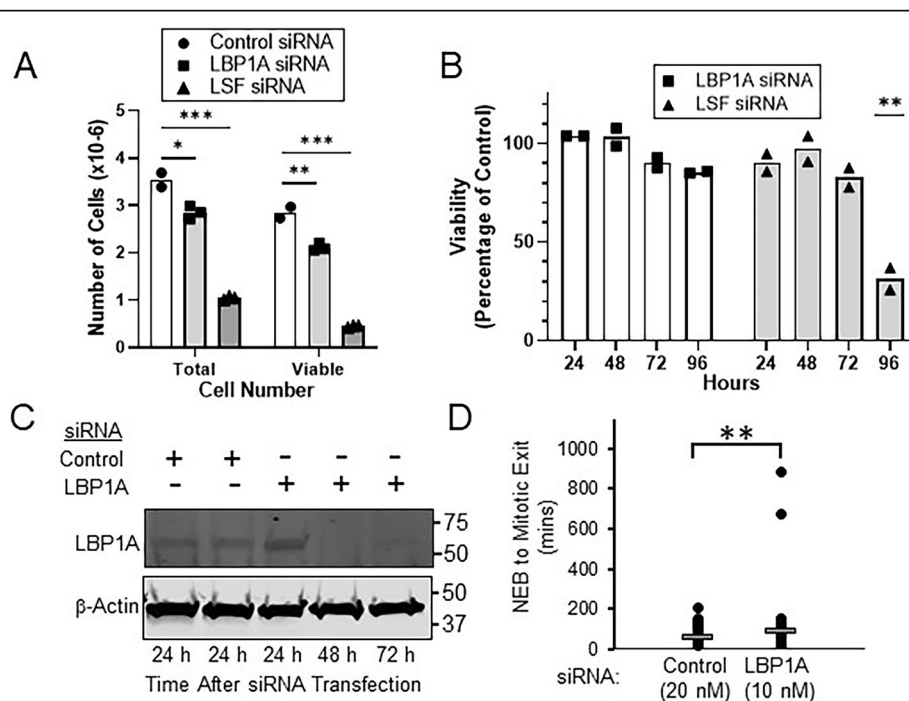 A
Control siRNA
LBP1A siRNA
LSF siRNA
Number of Cells (x10-6)
5
4
3
2
1
0
***
*
***
**
Total
Viable
Cell Number
B
LBP1A siRNA
LSF siRNA
Viability
(Percentage of Control)
100
50
0
**
24 48 72 96 24 48 72 96
Hours
C
siRNA
Control + + - - -
LBP1A - - + + +
LBP1A
75
50
β-Actin
50
37
24 h 24 h 24 h 48 h 72 h
Time After siRNA Transfection
D
NEB to Mitotic Exit
(mins)
1000
800
600
400
200
0
**
siRNA:
Control LBP1A
(20 nM) (10 nM)